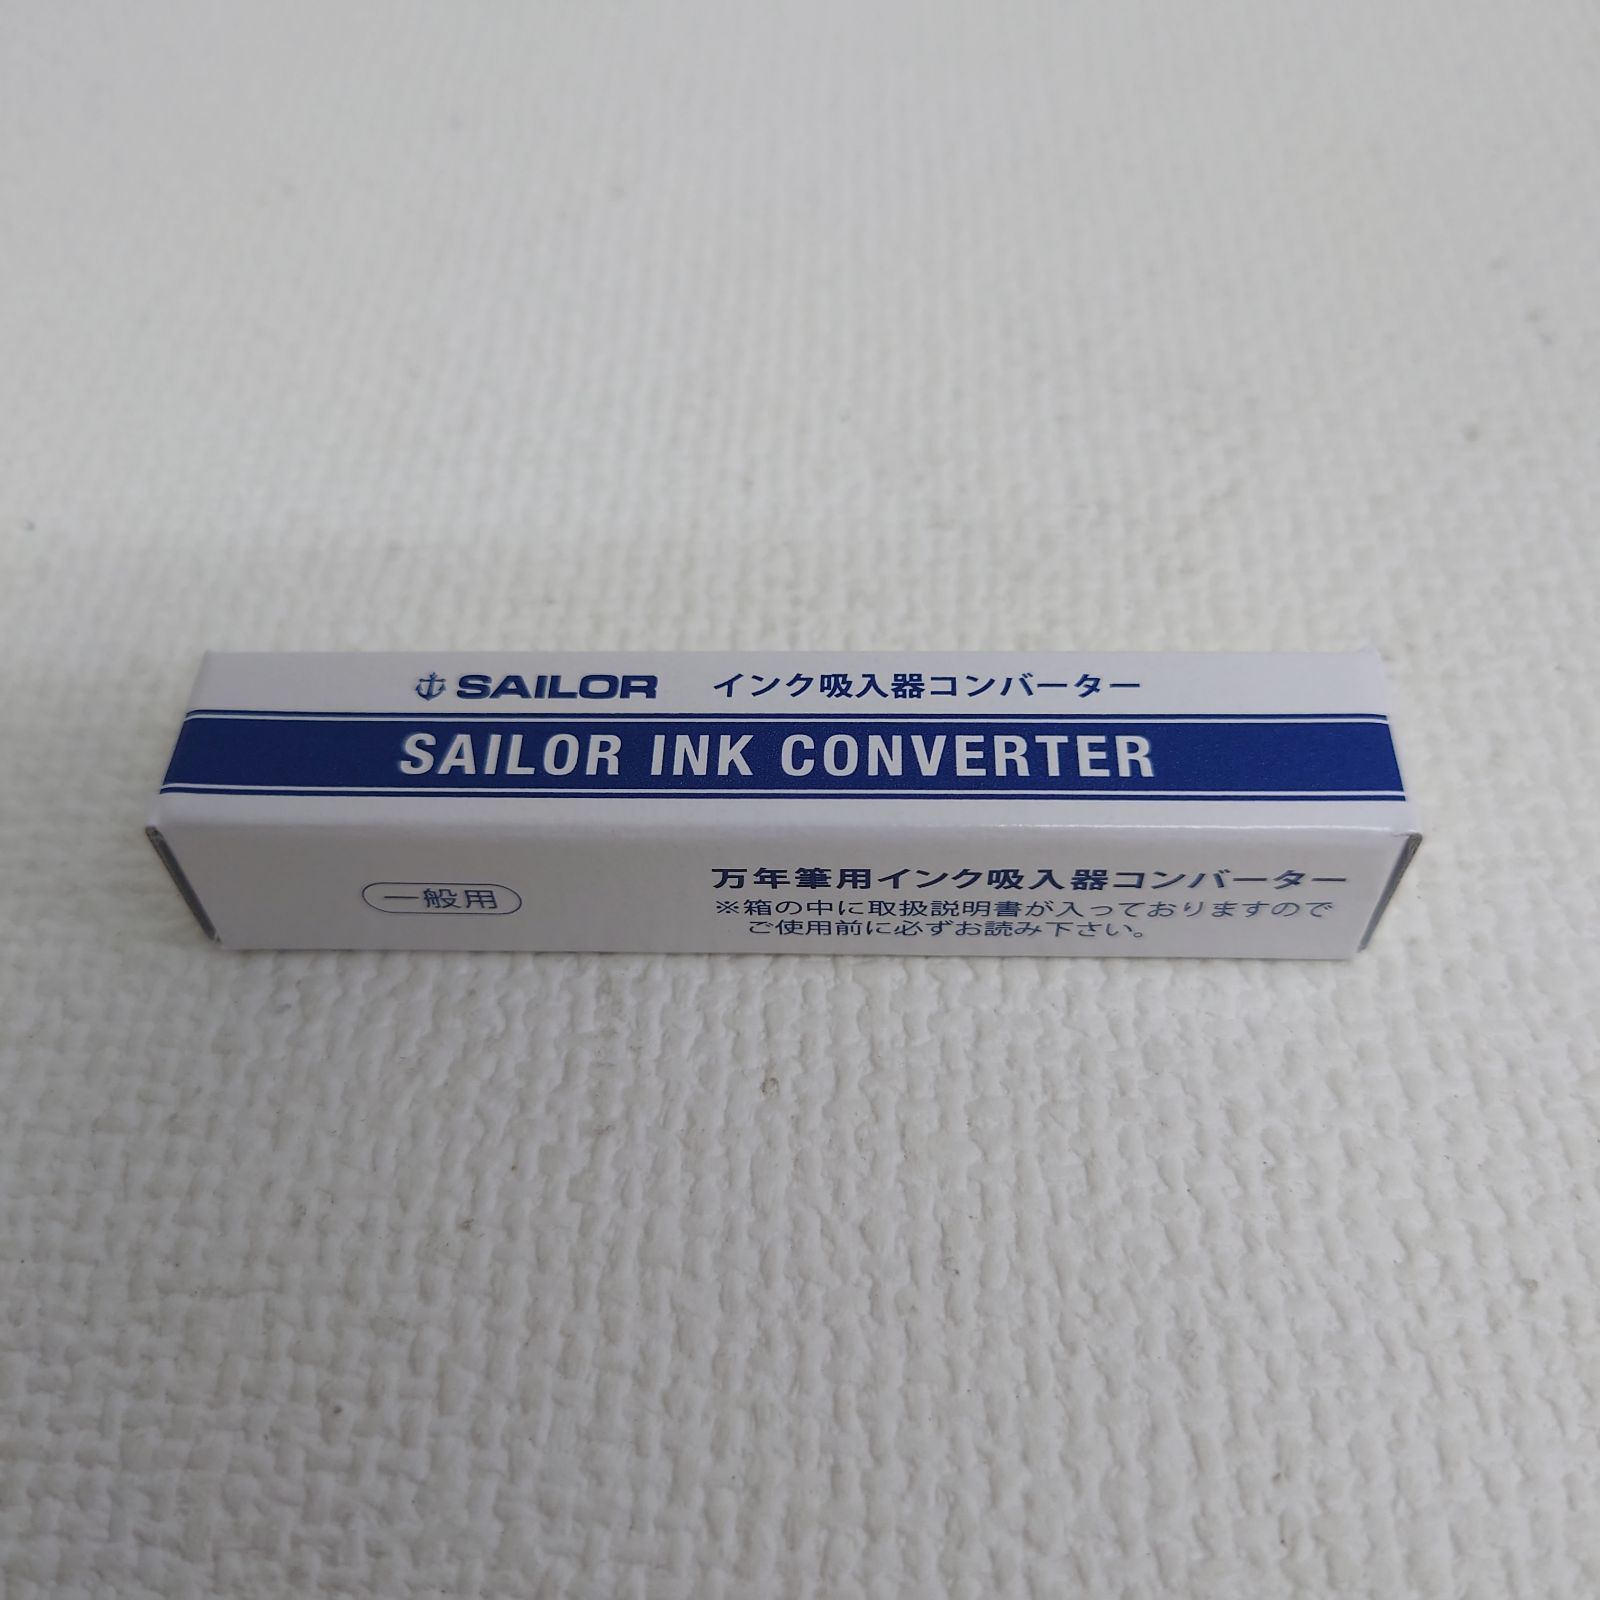 SAILOR インク吸入器コンバーター
SAILOR INK CONVERTER
一般用
万年筆用インク吸入器コンバーター
※箱の中に取扱説明書が入っておりますので
ご使用前に必ずお読み下さい。